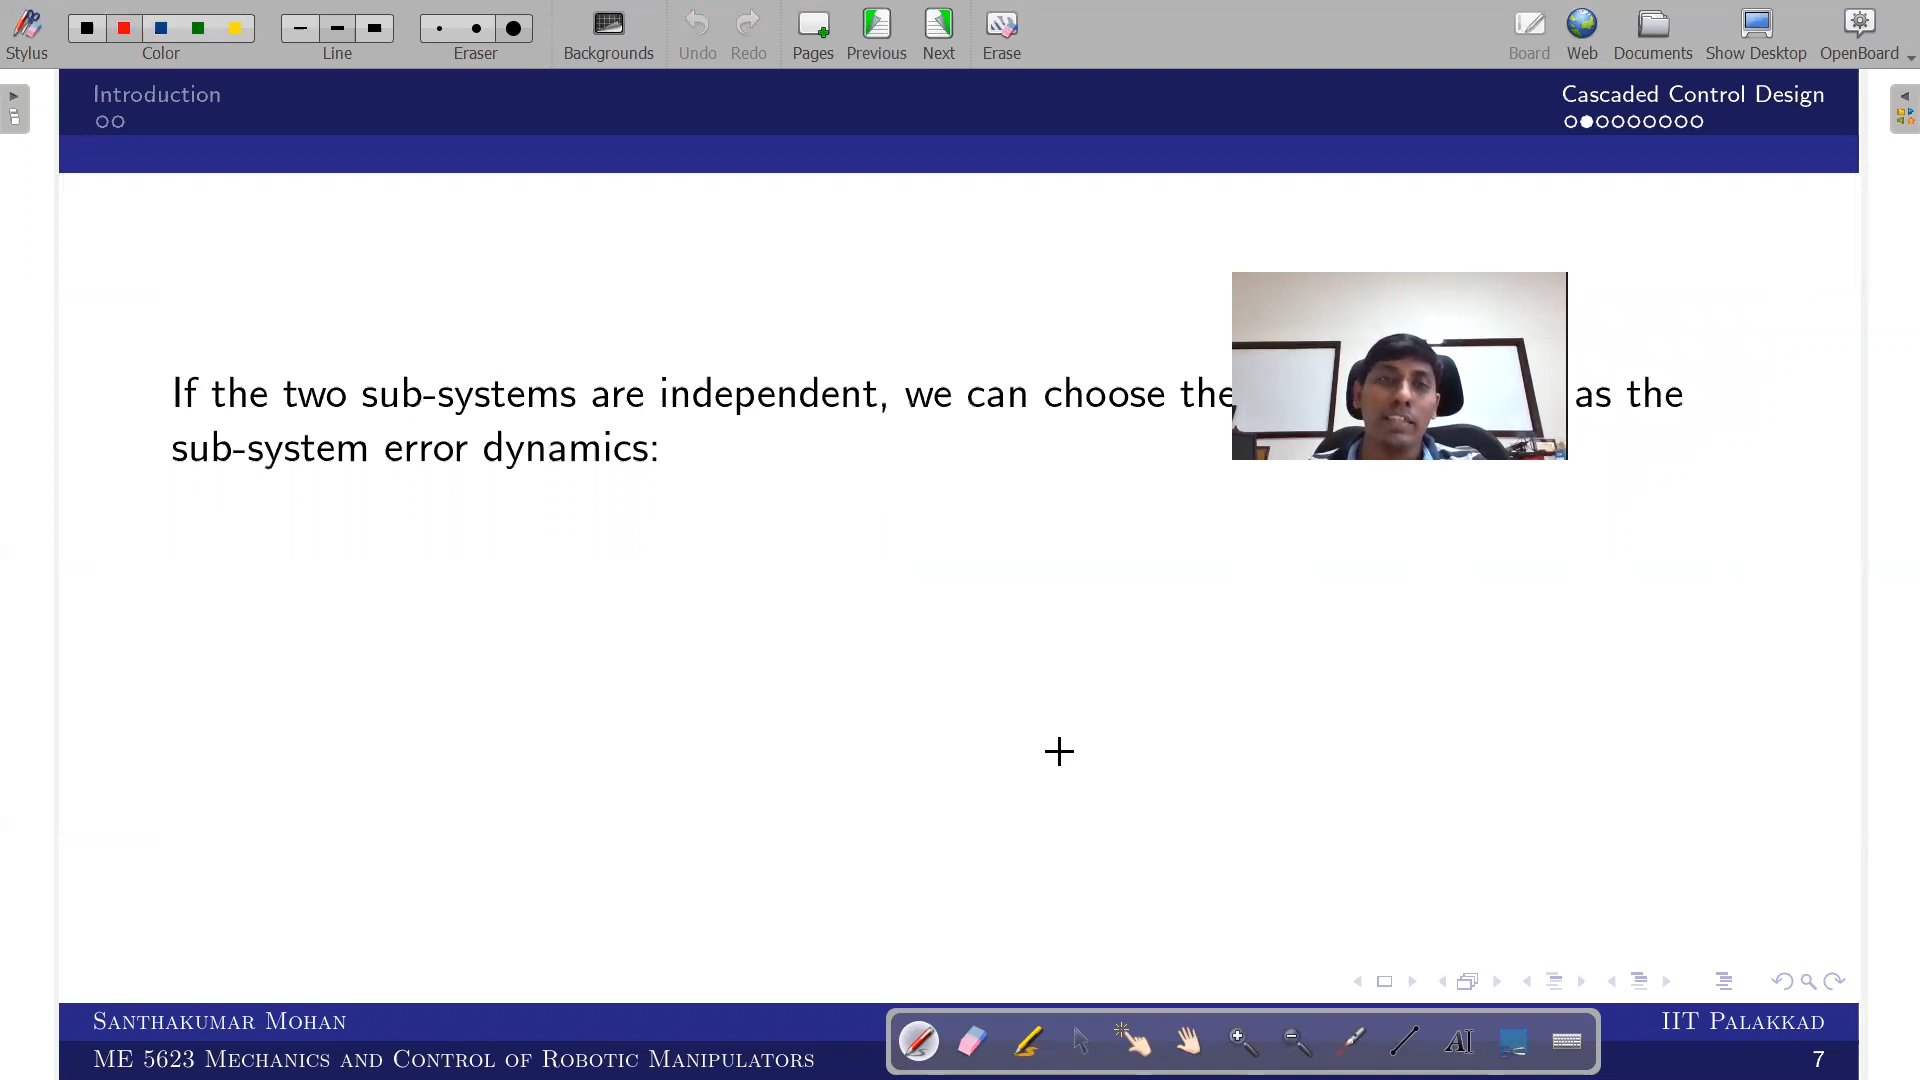 Stylus
Color
Line
Eraser
Backgrounds
Undo
Redo
Pages
Previous
Next
Erase
Board
Web
Documents
Show Desktop
OpenBoard
Introduction
Cascaded Control Design
If the two sub-systems are independent, we can choose the as the
sub-system error dynamics:
Santhakumar Mohan
IIT Palakkad
ME 5623 Mechanics and Control of Robotic Manipulators
7